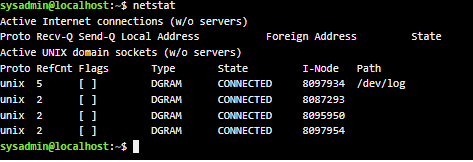 sysadmin@localhost:~$ netstat
Active Internet connections (w/o servers)
Proto Recv-Q Send-Q Local Address           Foreign Address         State
Active UNIX domain sockets (w/o servers)
Proto RefCnt Flags       Type       State         I-Node   Path
unix  5      [ ]         DGRAM      CONNECTED     8097934  /dev/log
unix  2      [ ]         DGRAM      CONNECTED     8087293
unix  2      [ ]         DGRAM      CONNECTED     8095950
unix  2      [ ]         DGRAM      CONNECTED     8097954
sysadmin@localhost:~$